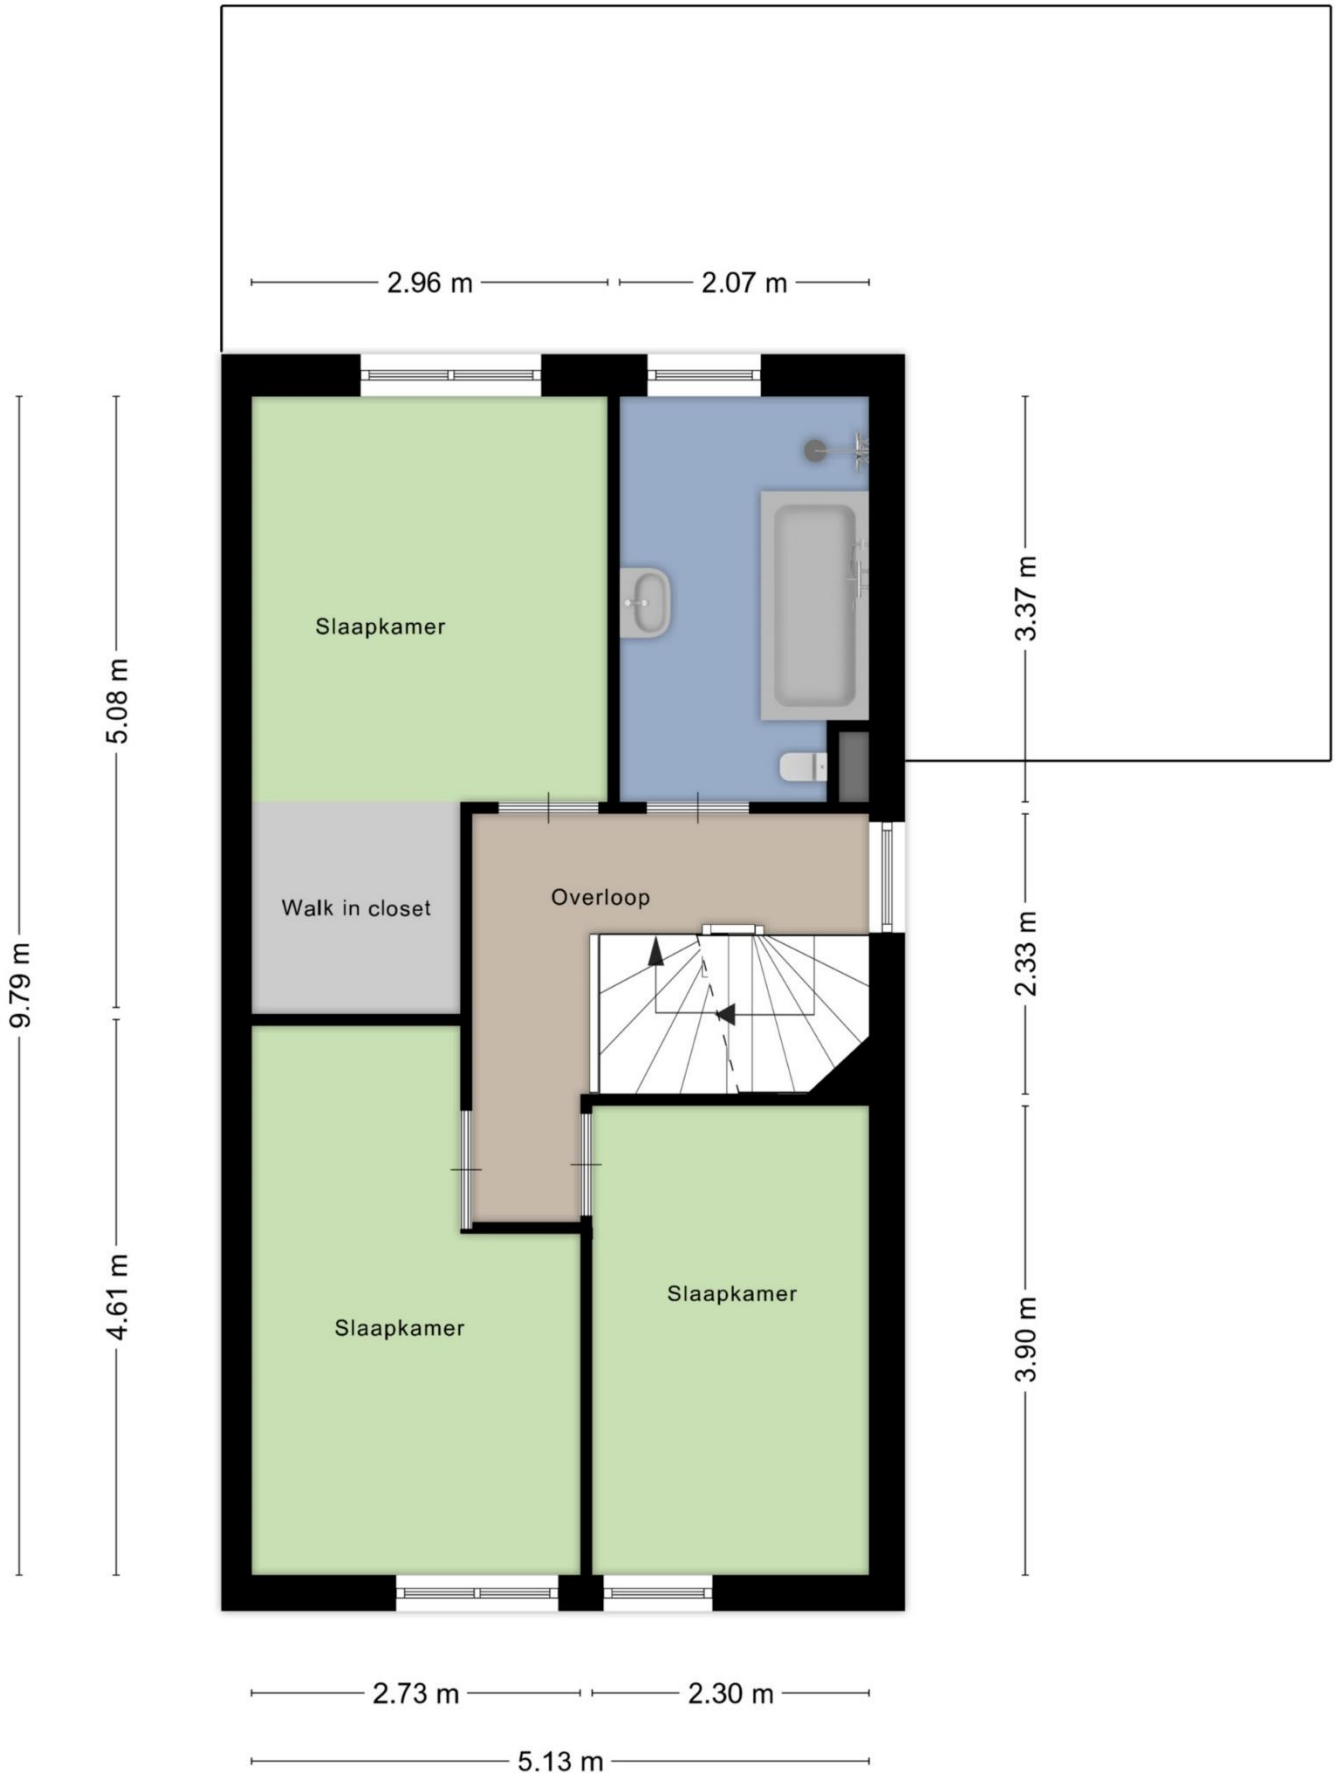 2.96 m
2.07 m
3.37 m
Slaapkamer
5.08 m
Overloop
Walk in closet
2.33 m
9.79 m
Slaapkamer
4.61 m
Slaapkamer
3.90 m
2.73 m
2.30 m
5.13 m